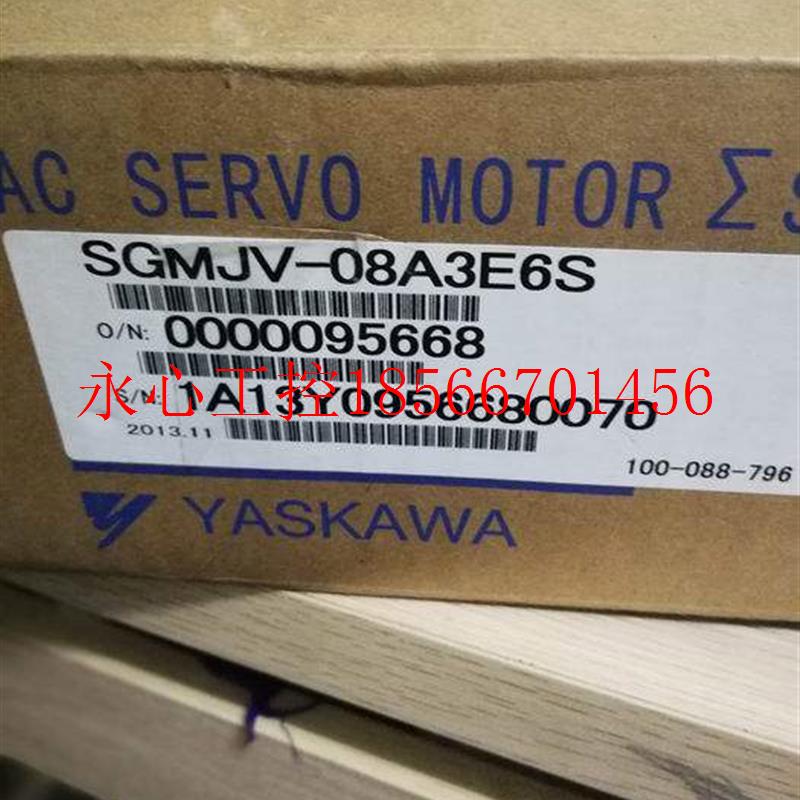 AC SERVO MOTOR Σ
SGMJV-08A3E6S
O/N: 0000095668
永心工控18566701456
S/N: 1A13Y0956680070
2013.11
100-088-796
YASKAWA